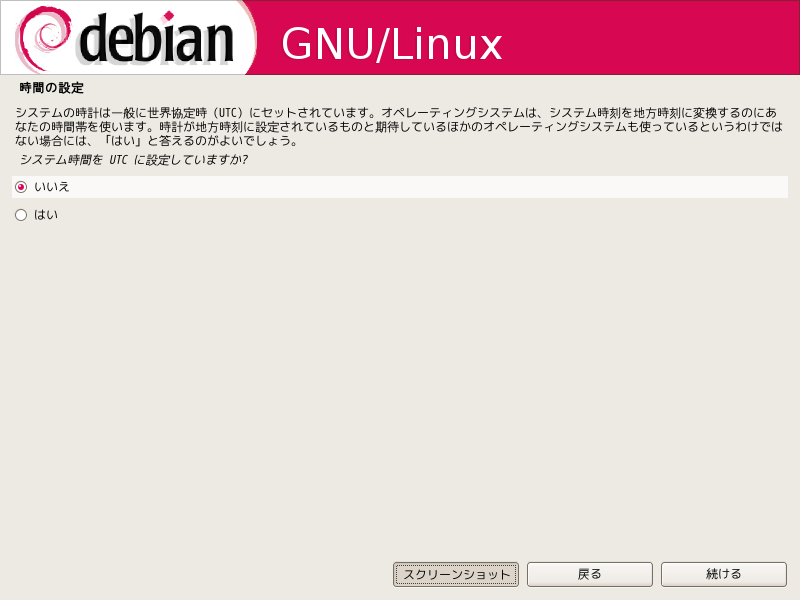 debian GNU/Linux
時間の設定
システムの時計は一般に世界協定時 (UTC) にセットされています。オペレーティングシステムは、システム時刻を地方時刻に変換するのにあ
なたの時間帯を使います。時計が地方時刻に設定されているものと期待しているほかのオペレーティングシステムも使っているというわけでは
ない場合には、「はい」と答えるのがよいでしょう。
システム時間を UTC に設定していますか?
いいえ
はい
スクリーンショット 戻る 続ける